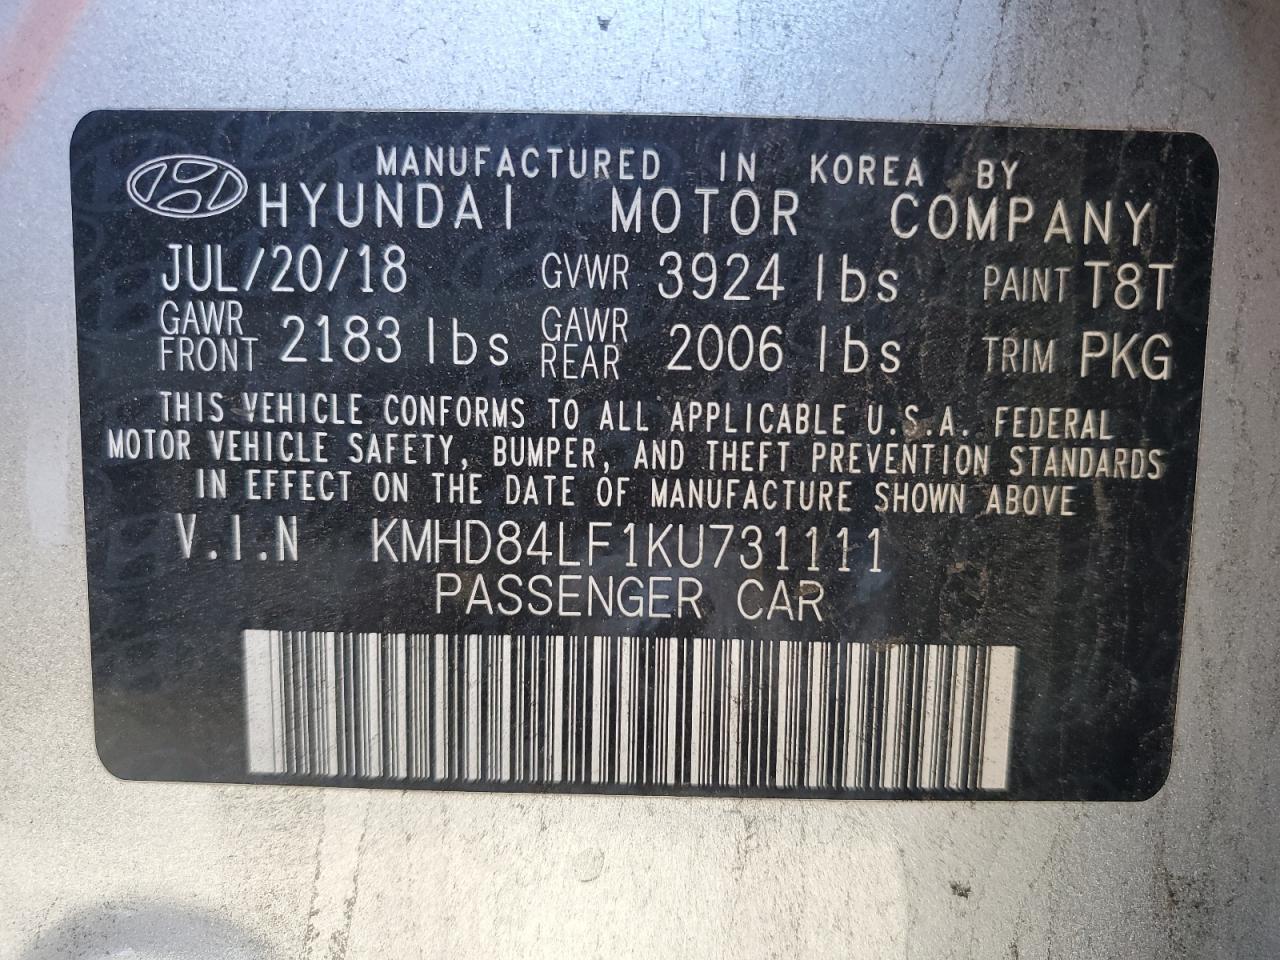 MANUFACTURED IN KOREA BY
HYUNDAI MOTOR COMPANY
JUL/20/18 GVWR 3924 lbs PAINT T8T
GAWR FRONT 2183 lbs GAWR REAR 2006 lbs TRIM PKG
THIS VEHICLE CONFORMS TO ALL APPLICABLE U.S.A. FEDERAL
MOTOR VEHICLE SAFETY, BUMPER, AND THEFT PREVENTION STANDARDS
IN EFFECT ON THE DATE OF MANUFACTURE SHOWN ABOVE
V.I.N KMHD84LF1KU731111
PASSENGER CAR